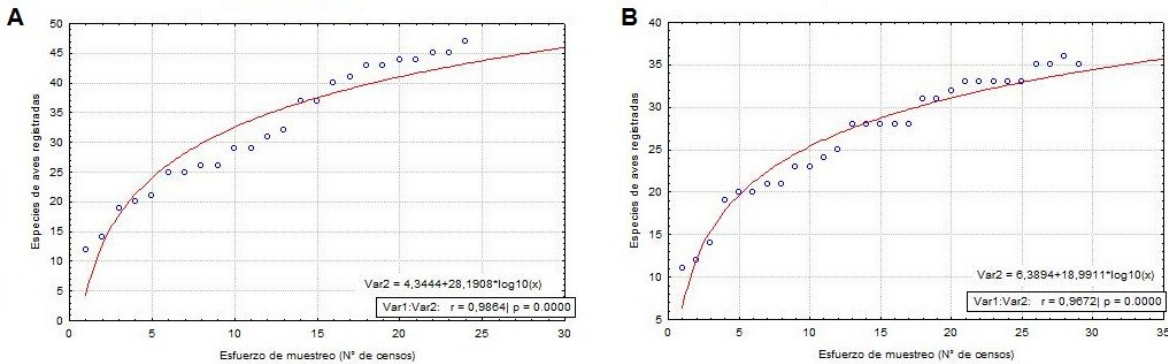 A
50
45
40
35
30
25
20
15
10
5
0
Especies de aves registradas
Var2 = 4,3444+28,1908*log10(x)
Var1:Var2: r = 0,9864| p = 0.0000
0 5 10 15 20 25 30
Esfuerzo de muestreo (N° de censos)
B
40
35
30
25
20
15
10
5
Especies de aves registradas
Var2 = 6,3894+18,9911*log10(x)
Var1:Var2: r = 0,9672| p = 0.0000
0 5 10 15 20 25 30 35
Esfuerzo de muestreo (N° de censos)